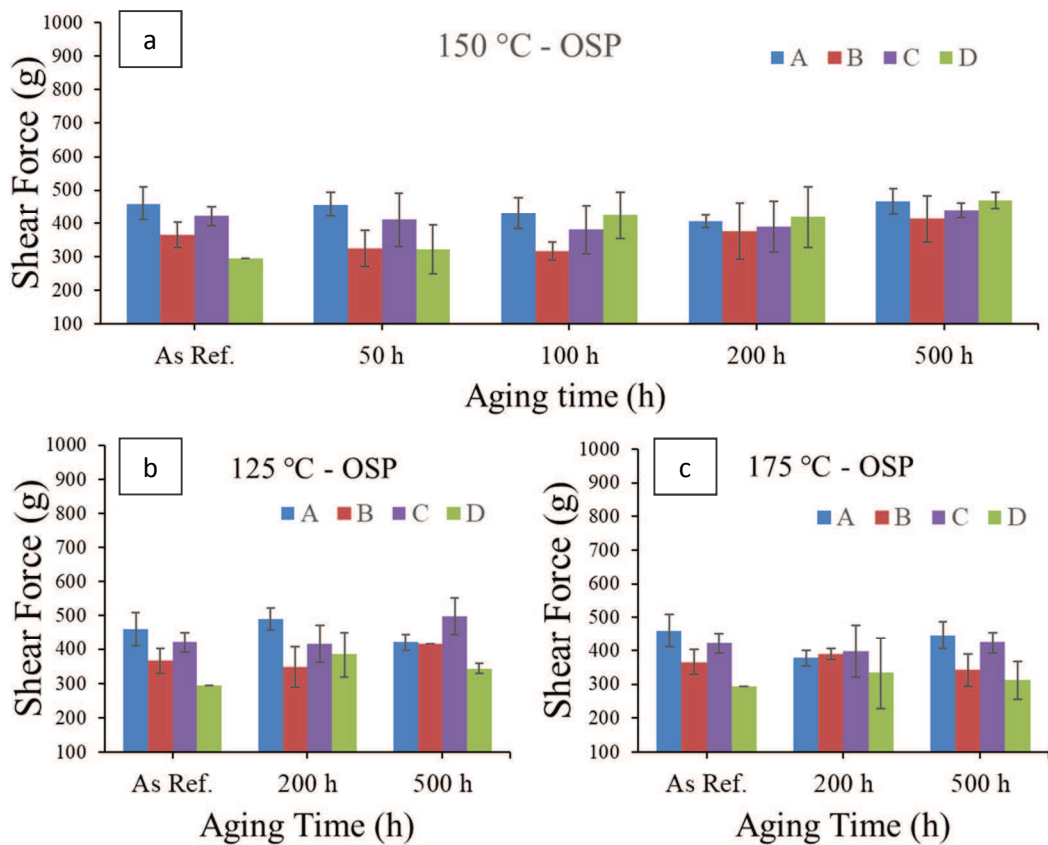 a
150 °C - OSP
A B C D
Shear Force (g)
1000
900
800
700
600
500
400
300
200
100
As Ref. 50 h 100 h 200 h 500 h
Aging time (h)
b
125 °C - OSP
A B C D
Shear Force (g)
1000
900
800
700
600
500
400
300
200
100
As Ref. 200 h 500 h
Aging Time (h)
c
175 °C - OSP
A B C D
Shear Force (g)
1000
900
800
700
600
500
400
300
200
100
As Ref. 200 h 500 h
Aging Time (h)